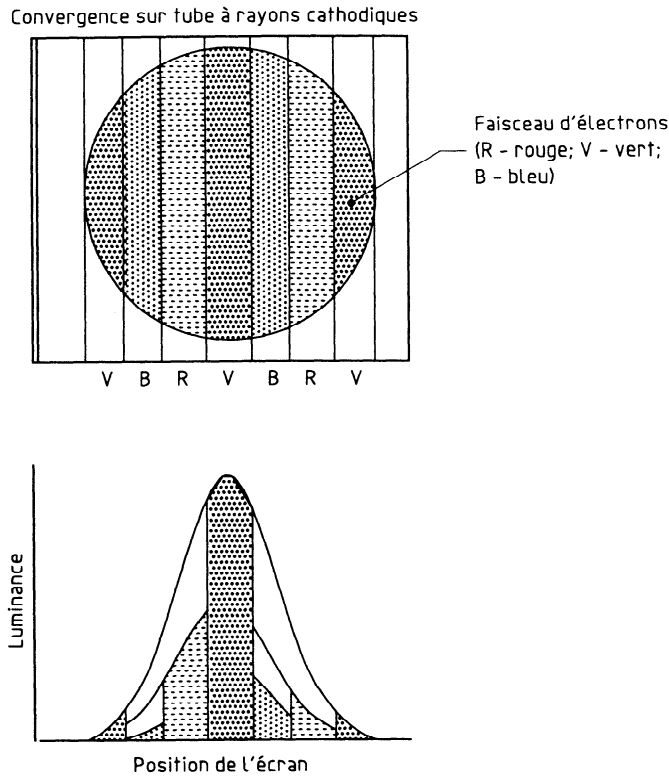 Convergence sur tube à rayons cathodiques
Faisceau d'électrons
(R - rouge; V - vert;
B - bleu)
V B R V B R V
Luminance
Position de l'écran